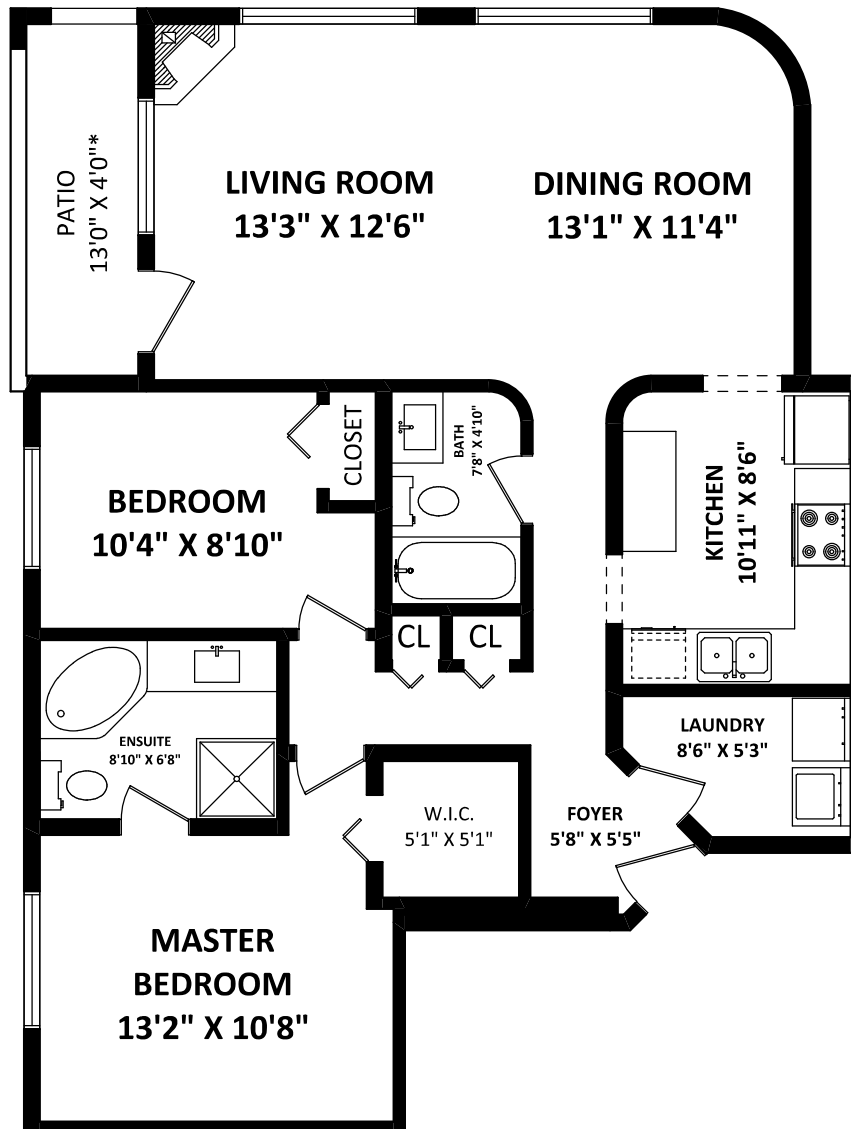 PATIO
13'0" X 4'0"*
LIVING ROOM
13'3" X 12'6"
DINING ROOM
13'1" X 11'4"
BEDROOM
10'4" X 8'10"
CLOSET
BATH
7'8" X 4'10"
KITCHEN
10'11" X 8'6"
CL
CL
ENSUITE
8'10" X 6'8"
LAUNDRY
8'6" X 5'3"
W.I.C.
5'1" X 5'1"
FOYER
5'8" X 5'5"
MASTER
BEDROOM
13'2" X 10'8"